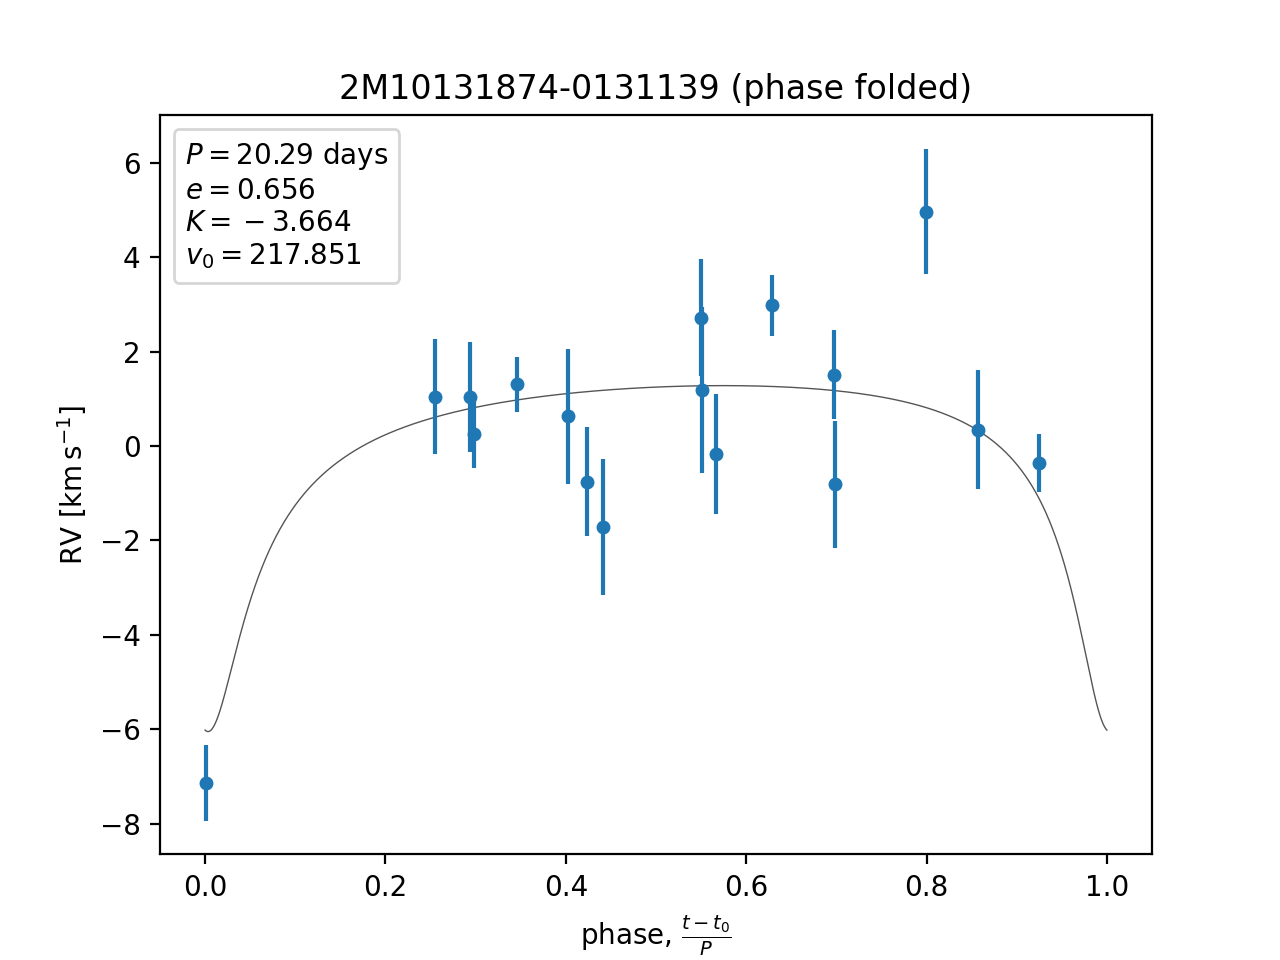 2M10131874-0131139 (phase folded)
P = 20.29 days
e = 0.656
K = −3.664
v₀ = 217.851
6
4
2
0
−2
−4
−6
−8
RV [km s⁻¹]
0.0 0.2 0.4 0.6 0.8 1.0
phase, (t − t₀)/P